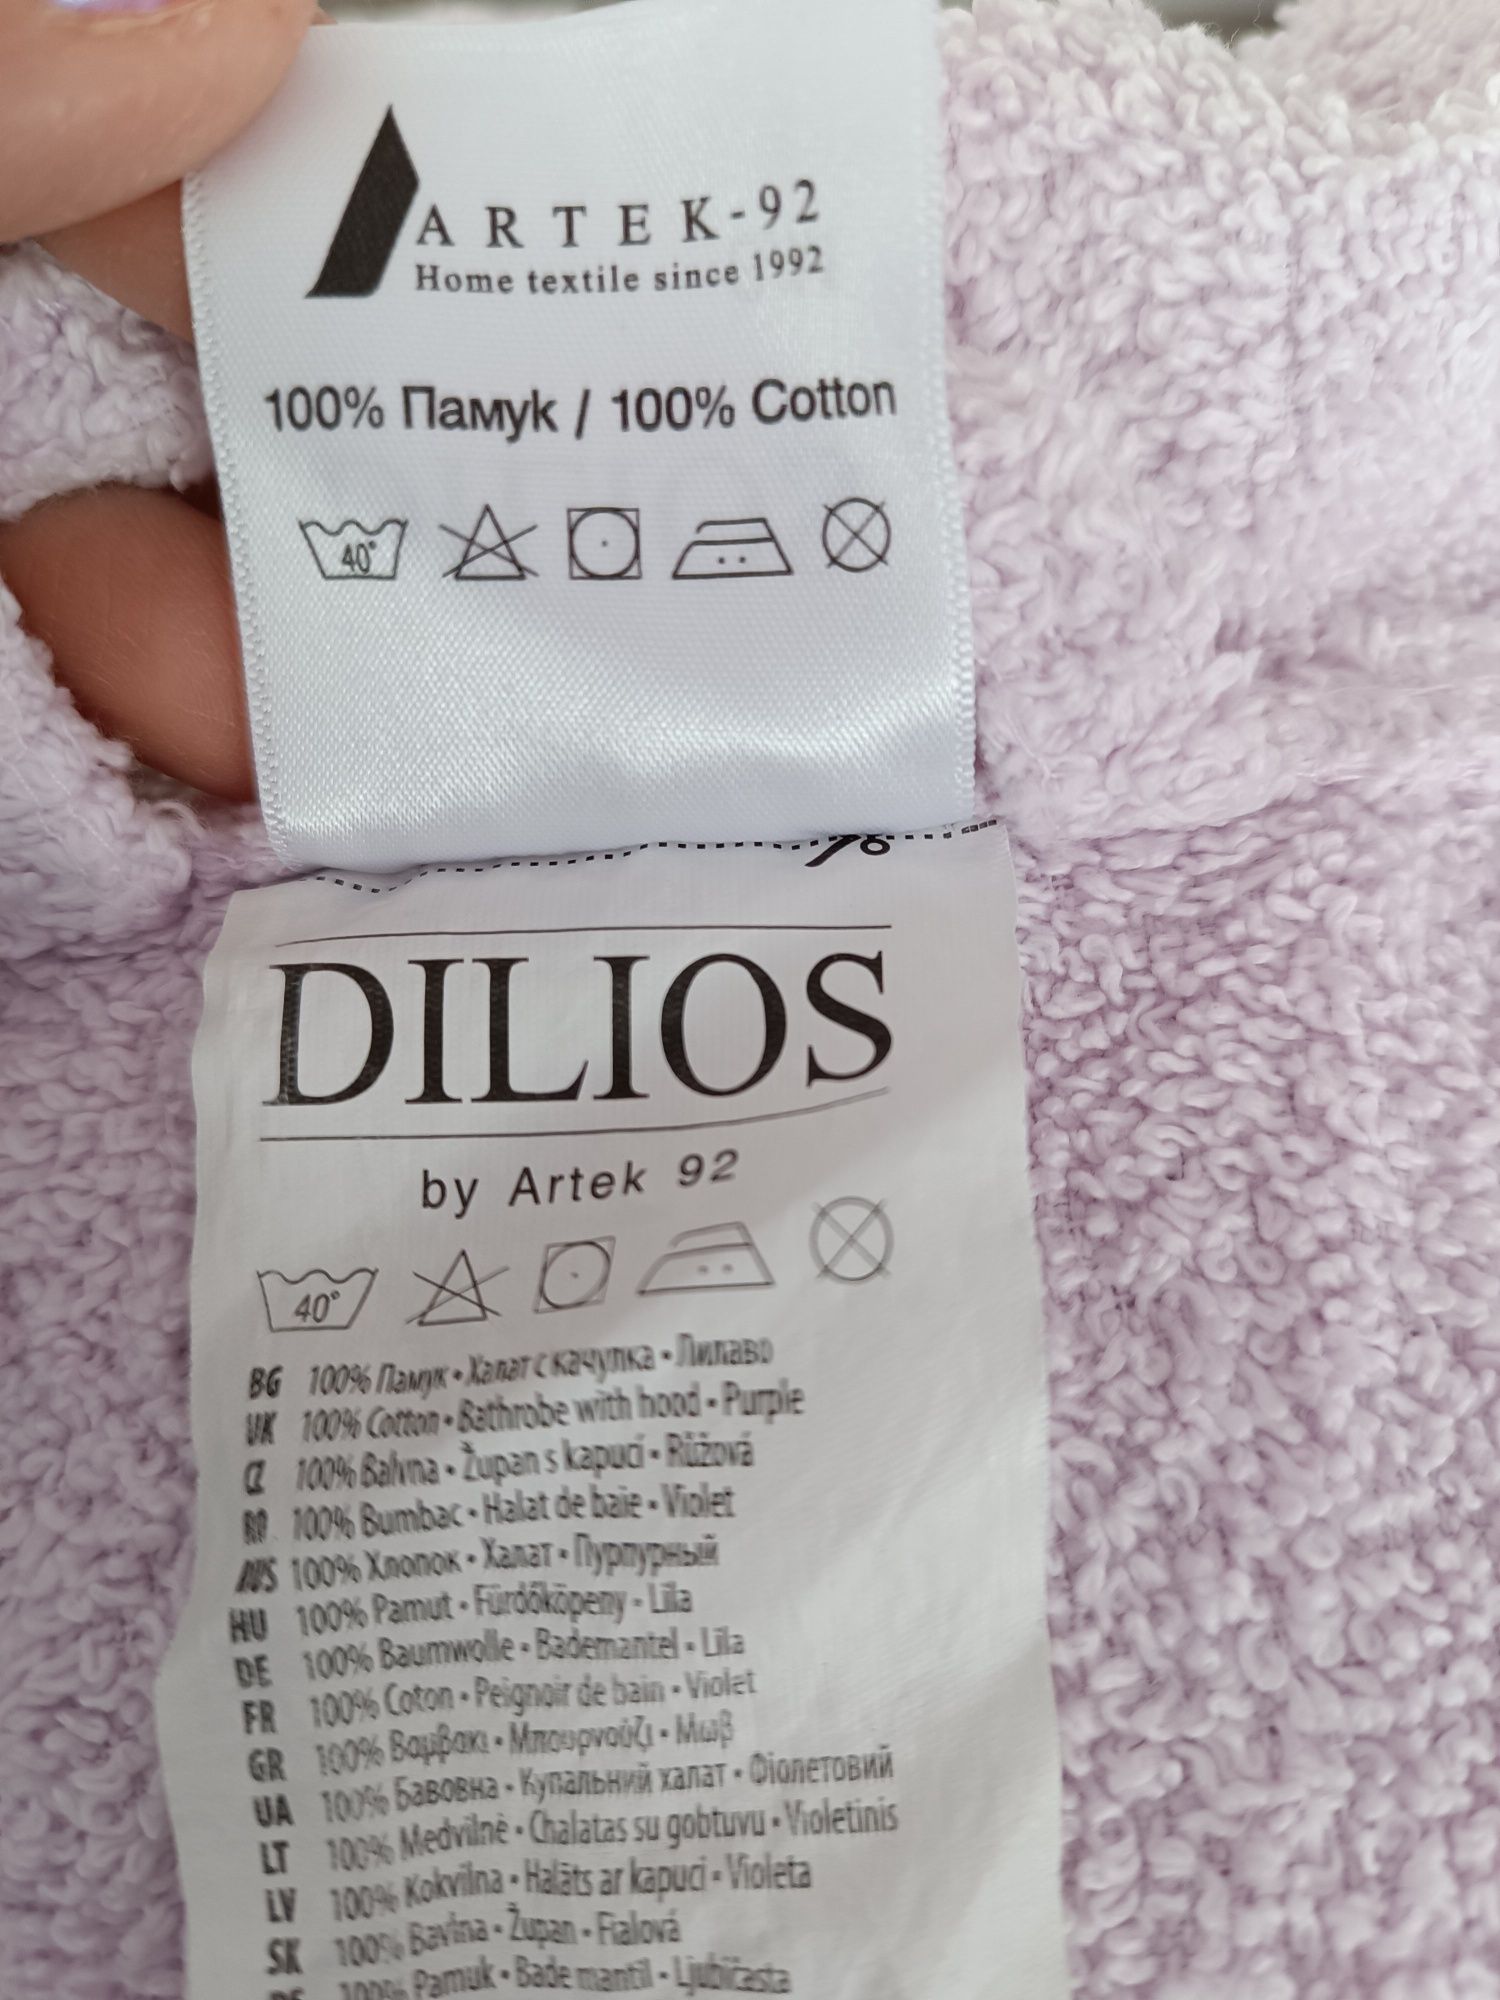 ARTEK-92
Home textile since 1992
100% Памук / 100% Cotton
40°
DILIOS
by Artek 92
40°
BG 100% Памук • Халат с качулка • Лилаво
UK 100% Cotton • Bathrobe with hood • Purple
CZ 100% Balvna • Župan s kapucí • Růžová
RO 100% Bumbac • Halat de baie • Violet
RUS 100% Хлопок • Халат • Пурпурный
HU 100% Pamut • Fürdőköpeny • Lila
DE 100% Baumwolle • Bademantel • Lila
FR 100% Coton • Peignoir de bain • Violet
GR 100% Βαμβακι • Μπουρνούζι • Μωβ
UA 100% Бавовна • Купальний халат • Фіолетовий
LT 100% Medvilnė • Chalatas su gobtuvu • Violetinis
LV 100% Kokvilna • Halāts ar kapuci • Violeta
SK 100% Bavlna • Župan • Fialová
100% Pamuk • Bade mantil • Ljubičasta